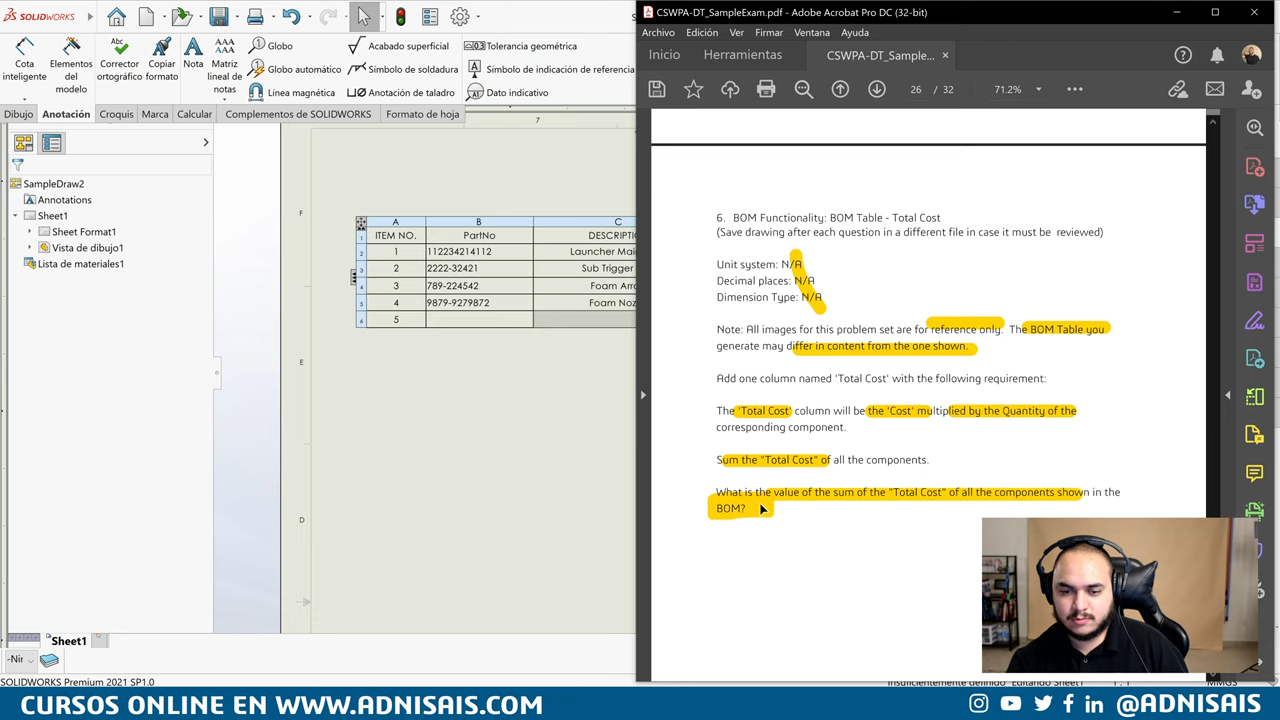 SOLIDWORKS
Cota inteligente
Elementos del modelo
Corrector ortográfico
Copiar formato
Nota
Matriz lineal de notas
Globo
Globo automático
Línea magnética
Acabado superficial
Símbolo de soldadura
Anotación de taladro
Tolerancia geométrica
Símbolo de indicación de referencia
Dato indicativo
Dibujo Anotación Croquis Marca Calcular Complementos de SOLIDWORKS Formato de hoja
SampleDraw2
Annotations
Sheet1
Sheet Format1
Vista de dibujo1
Lista de materiales1
7
F
E
D
A B C
1 ITEM NO. PartNo DESCRIPTI
2 1 112234214112 Launcher Mai
3 2 2222-32421 Sub Trigger
4 3 789-224542 Foam Arr
5 4 9879-9279872 Foam Noz
6 5
Sheet1
Premium 2021 SP1.0
CSWPA-DT_SampleExam.pdf - Adobe Acrobat Pro DC (32-bit)
Archivo Edición Ver Firmar Ventana Ayuda
Inicio Herramientas CSWPA-DT_Sample... ×
26 / 32 71.2%
6. BOM Functionality: BOM Table - Total Cost
(Save drawing after each question in a different file in case it must be reviewed)
Unit system: N/A
Decimal places: N/A
Dimension Type: N/A
Note: All images for this problem set are for reference only. The BOM Table you
generate may differ in content from the one shown.
Add one column named 'Total Cost' with the following requirement:
The 'Total Cost' column will be the 'Cost' multiplied by the Quantity of the
corresponding component.
Sum the "Total Cost" of all the components.
What is the value of the sum of the "Total Cost" of all the components shown in the
BOM?
CURSOS ONLINE EN WWW.ADNISAIS.COM
@ADNISAIS